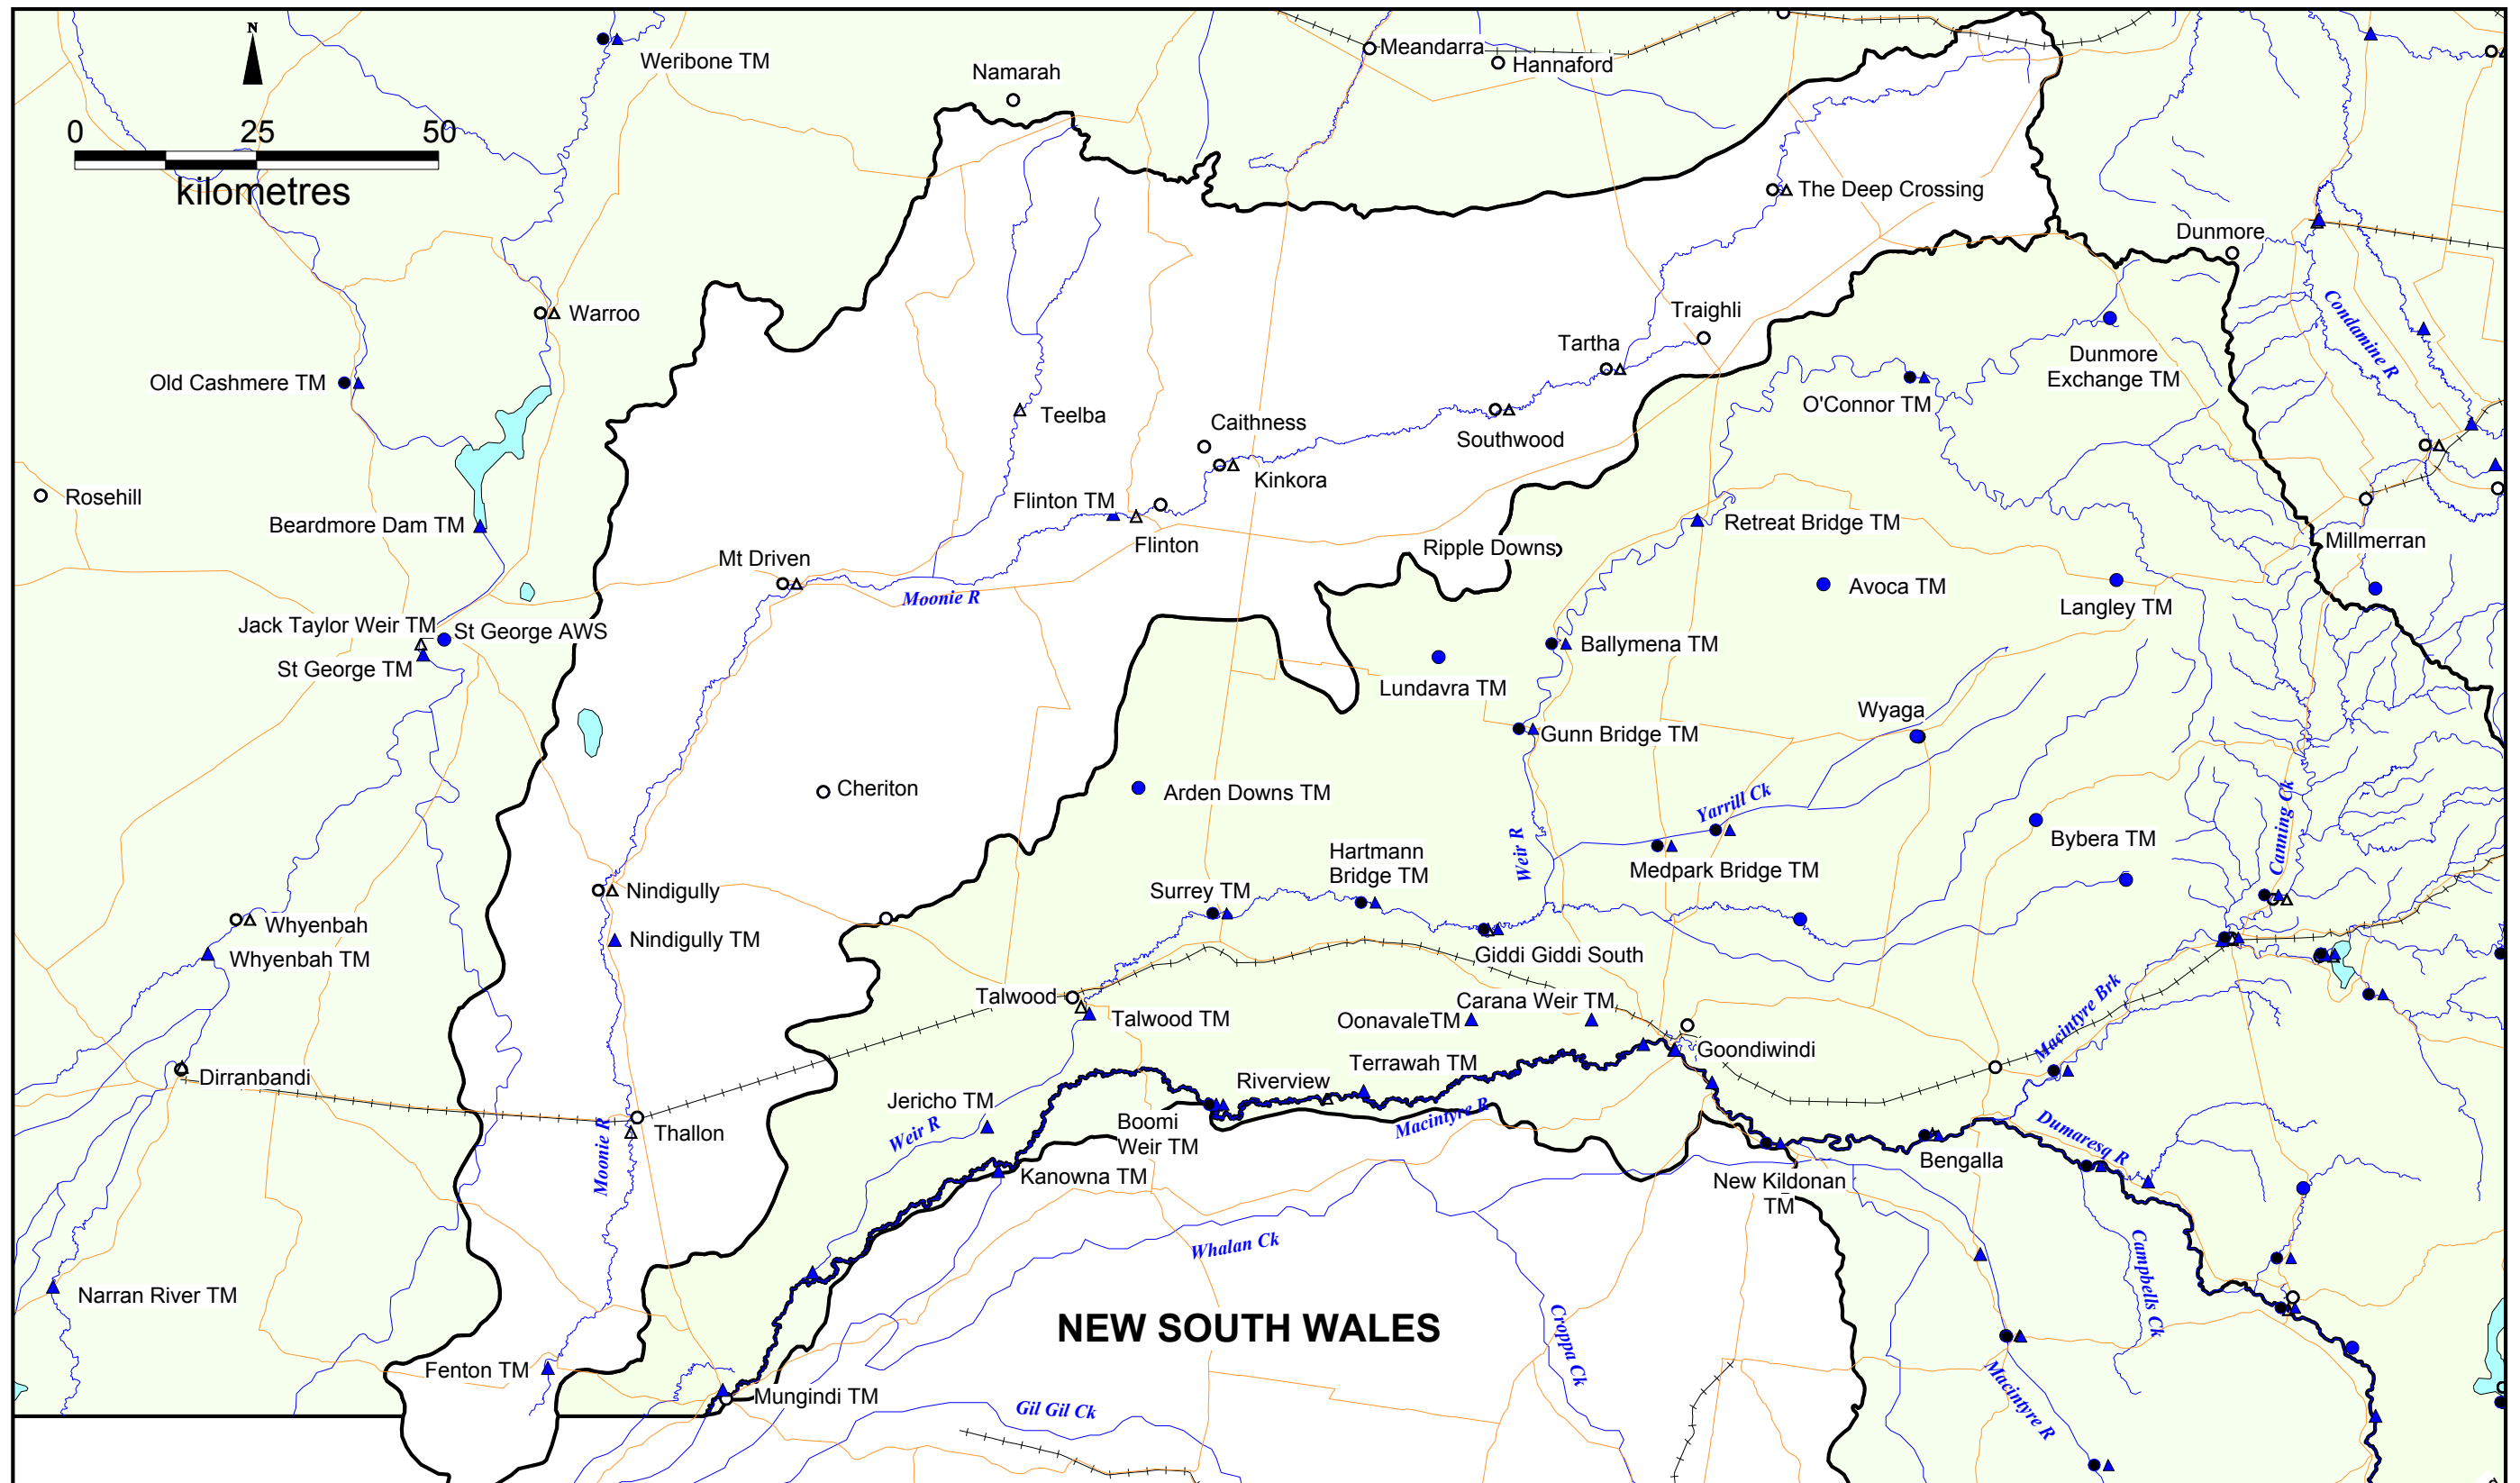 N
Weribone TM
Meandarra
Hannaford
Namarah
0 25 50
kilometres
The Deep Crossing
Dunmore
Warroo
Traighli
Condamine R
Tartha
Dunmore
Exchange TM
Old Cashmere TM
O'Connor TM
Teelba
Caithness
Southwood
Kinkora
Rosehill
Flinton TM
Beardmore Dam TM
Retreat Bridge TM
Flinton
Ripple Downs
Millmerran
Mt Driven
Moonie R
Avoca TM
Langley TM
Jack Taylor Weir TM
St George AWS
St George TM
Ballymena TM
Lundavra TM
Wyaga
Gunn Bridge TM
Cheriton
Arden Downs TM
Yarrill Ck
Canning Ck
Bybera TM
Weir R
Hartmann
Bridge TM
Medpark Bridge TM
Surrey TM
Nindigully
Whyenbah
Nindigully TM
Whyenbah TM
Giddi Giddi South
Talwood
Carana Weir TM
Talwood TM
OonavaleTM
Macintyre Brk
Goondiwindi
Terrawah TM
Dirranbandi
Riverview
Jericho TM
Boomi
Weir TM
Macintyre R
Weir R
Thallon
Moonie R
Dumaresq R
Bengalla
Kanowna TM
New Kildonan
TM
Whalan Ck
Campbells Ck
Narran River TM
NEW SOUTH WALES
Croppa Ck
Fenton TM
Mungindi TM
Macintyre R
Gil Gil Ck